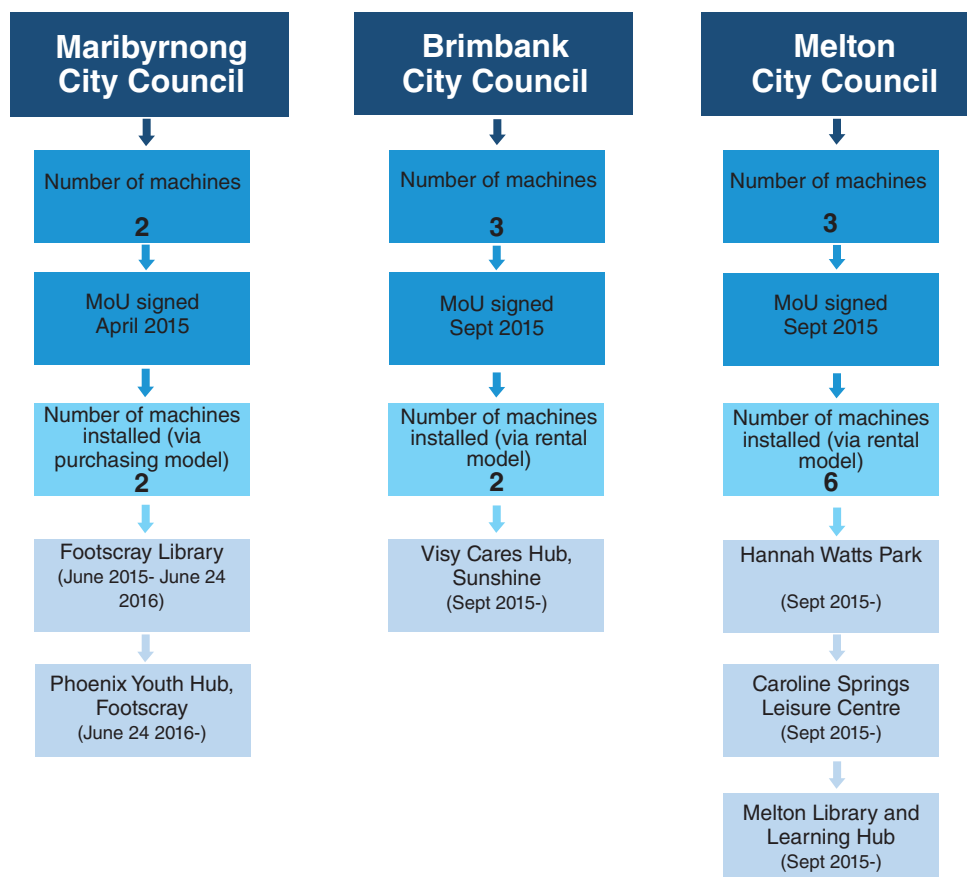 Maribyrnong
City Council
Number of machines
2
MoU signed
April 2015
Number of machines
installed (via
purchasing model)
2
Footscray Library
(June 2015- June 24
2016)
Phoenix Youth Hub,
Footscray
(June 24 2016-)
Brimbank
City Council
Number of machines
3
MoU signed
Sept 2015
Number of machines
installed (via rental
model)
2
Visy Cares Hub,
Sunshine
(Sept 2015-)
Melton
City Council
Number of machines
3
MoU signed
Sept 2015
Number of machines
installed (via rental
model)
6
Hannah Watts Park
(Sept 2015-)
Caroline Springs
Leisure Centre
(Sept 2015-)
Melton Library and
Learning Hub
(Sept 2015-)